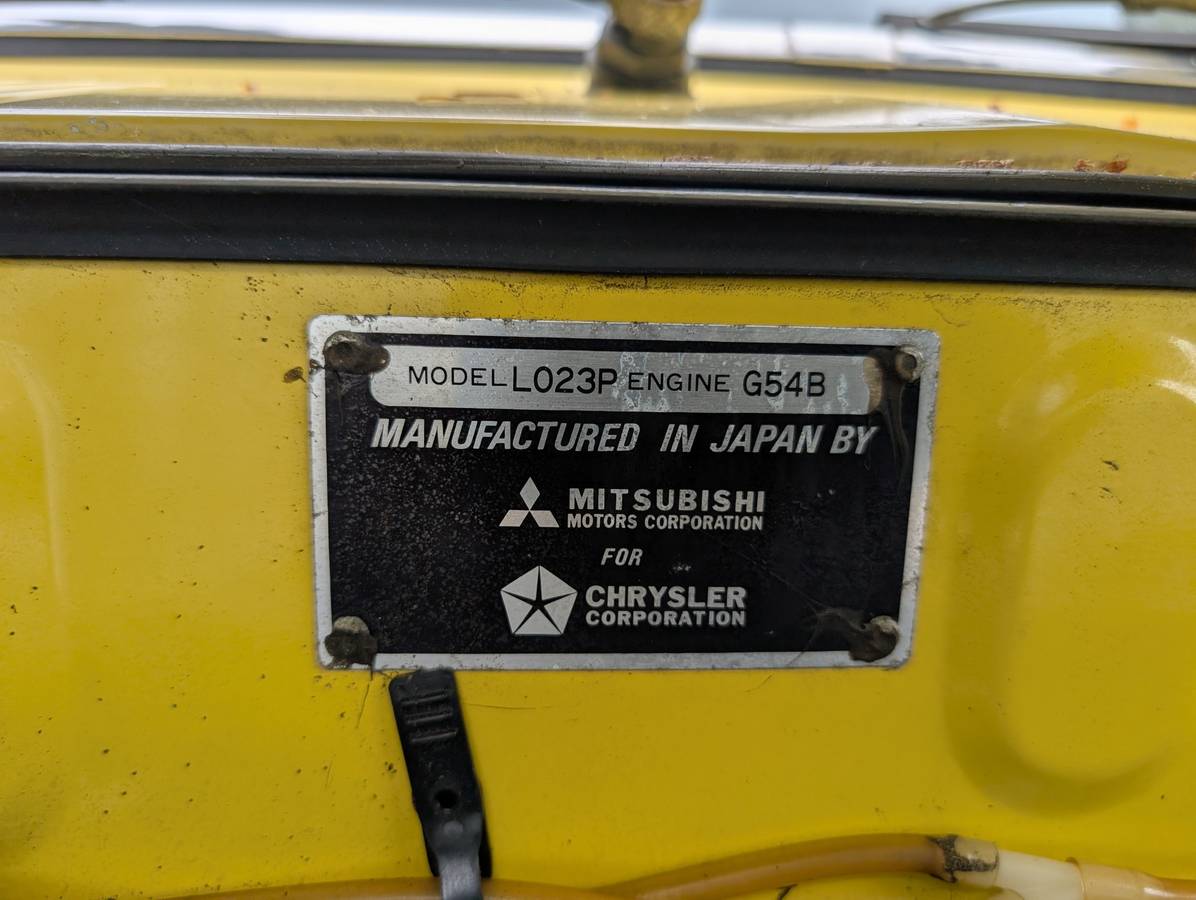 MODEL L023P ENGINE G54B
MANUFACTURED IN JAPAN BY
MITSUBISHI
MOTORS CORPORATION
FOR
CHRYSLER
CORPORATION